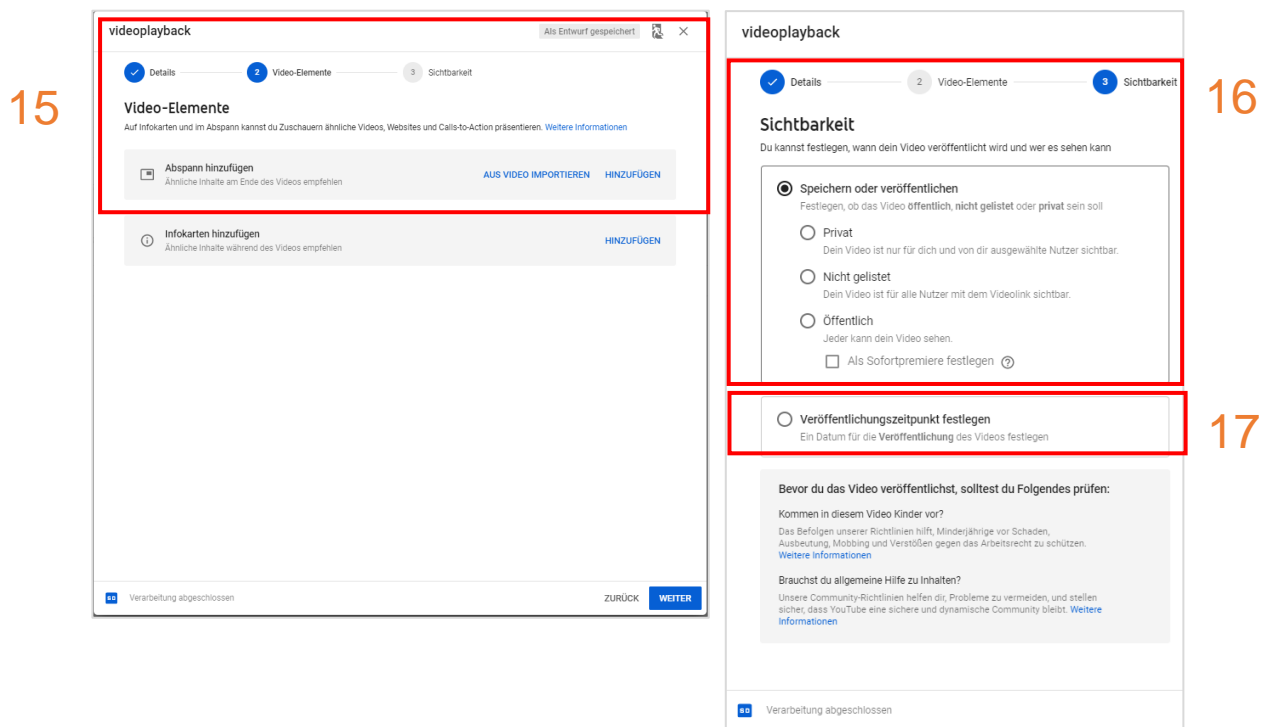 15
videoplayback
Als Entwurf gespeichert
Details
2 Video-Elemente
3 Sichtbarkeit
Video-Elemente
Auf Infokarten und im Abspann kannst du Zuschauern ähnliche Videos, Websites und Calls-to-Action präsentieren. Weitere Informationen
Abspann hinzufügen
Ähnliche Inhalte am Ende des Videos empfehlen
AUS VIDEO IMPORTIEREN HINZUFÜGEN
Infokarten hinzufügen
Ähnliche Inhalte während des Videos empfehlen
HINZUFÜGEN
SD Verarbeitung abgeschlossen
ZURÜCK WEITER
videoplayback
Details
2 Video-Elemente
3 Sichtbarkeit
16
Sichtbarkeit
Du kannst festlegen, wann dein Video veröffentlicht wird und wer es sehen kann
Speichern oder veröffentlichen
Festlegen, ob das Video öffentlich, nicht gelistet oder privat sein soll
Privat
Dein Video ist nur für dich und von dir ausgewählte Nutzer sichtbar.
Nicht gelistet
Dein Video ist für alle Nutzer mit dem Videolink sichtbar.
Öffentlich
Jeder kann dein Video sehen.
Als Sofortpremiere festlegen ?
Veröffentlichungszeitpunkt festlegen
Ein Datum für die Veröffentlichung des Videos festlegen
17
Bevor du das Video veröffentlichst, solltest du Folgendes prüfen:
Kommen in diesem Video Kinder vor?
Das Befolgen unserer Richtlinien hilft, Minderjährige vor Schaden,
Ausbeutung, Mobbing und Verstößen gegen das Arbeitsrecht zu schützen.
Weitere Informationen
Brauchst du allgemeine Hilfe zu Inhalten?
Unsere Community-Richtlinien helfen dir, Probleme zu vermeiden, und stellen
sicher, dass YouTube eine sichere und dynamische Community bleibt. Weitere
Informationen
SD Verarbeitung abgeschlossen